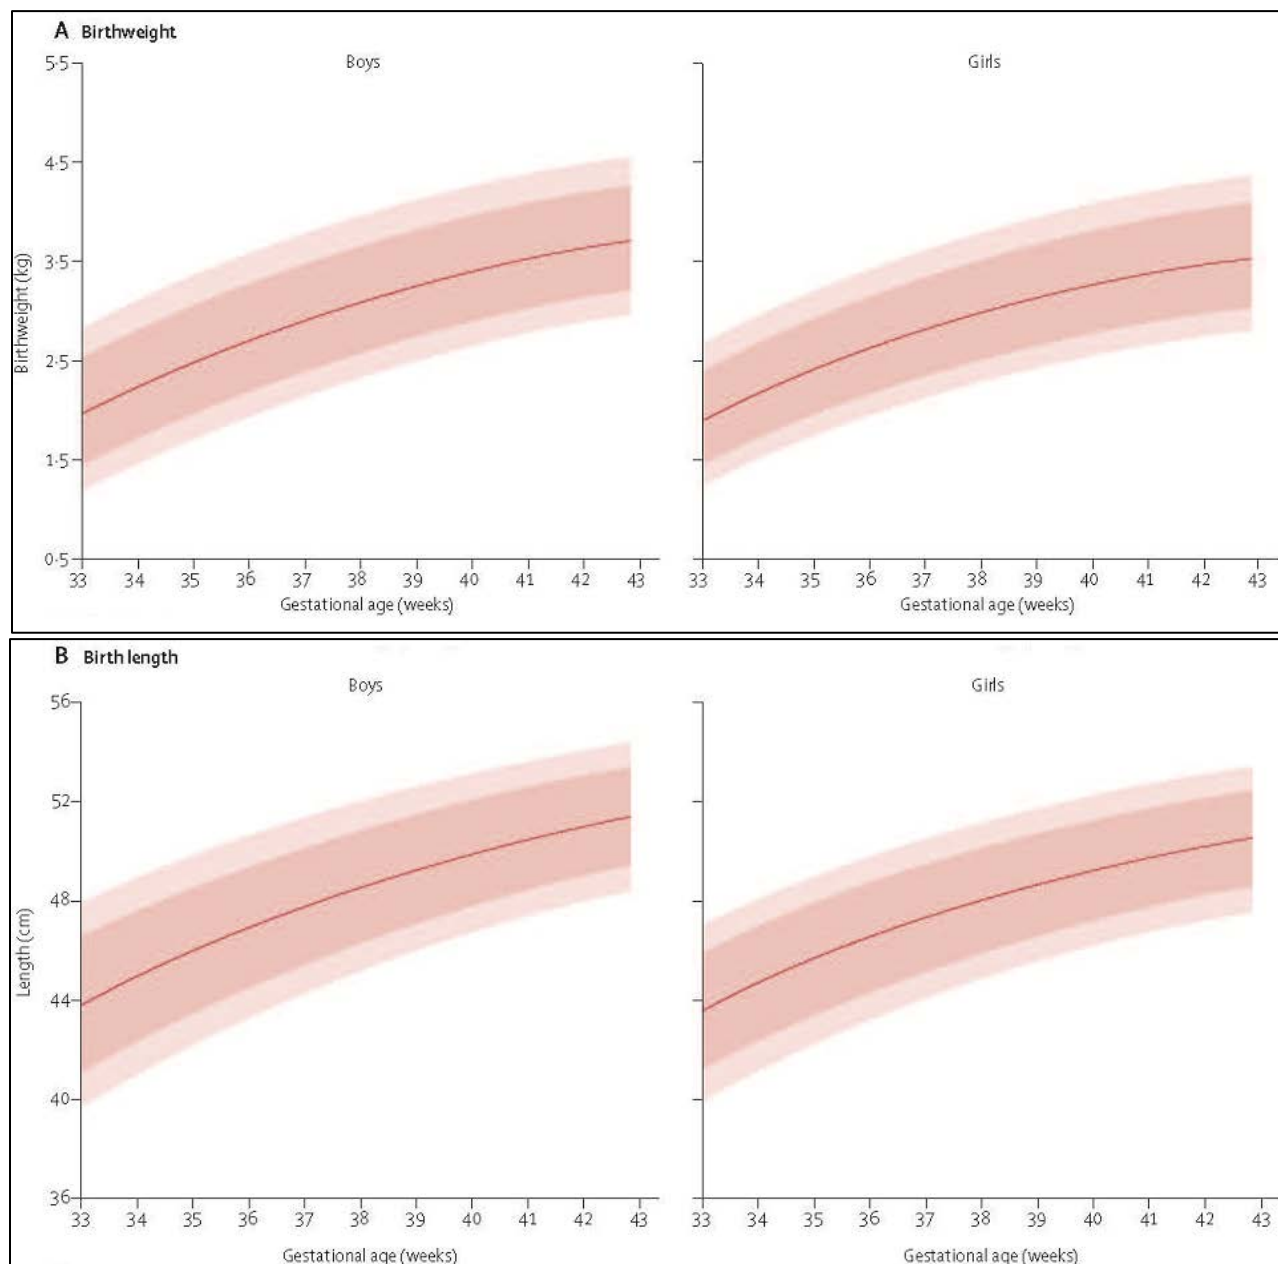 A Birthweight
Boys
Girls
5·5
4·5
3·5
2·5
1·5
0·5
Birthweight (kg)
33 34 35 36 37 38 39 40 41 42 43
33 34 35 36 37 38 39 40 41 42 43
Gestational age (weeks)
Gestational age (weeks)
B Birth length
Boys
Girls
56
52
48
44
40
36
Length (cm)
33 34 35 36 37 38 39 40 41 42 43
33 34 35 36 37 38 39 40 41 42 43
Gestational age (weeks)
Gestational age (weeks)